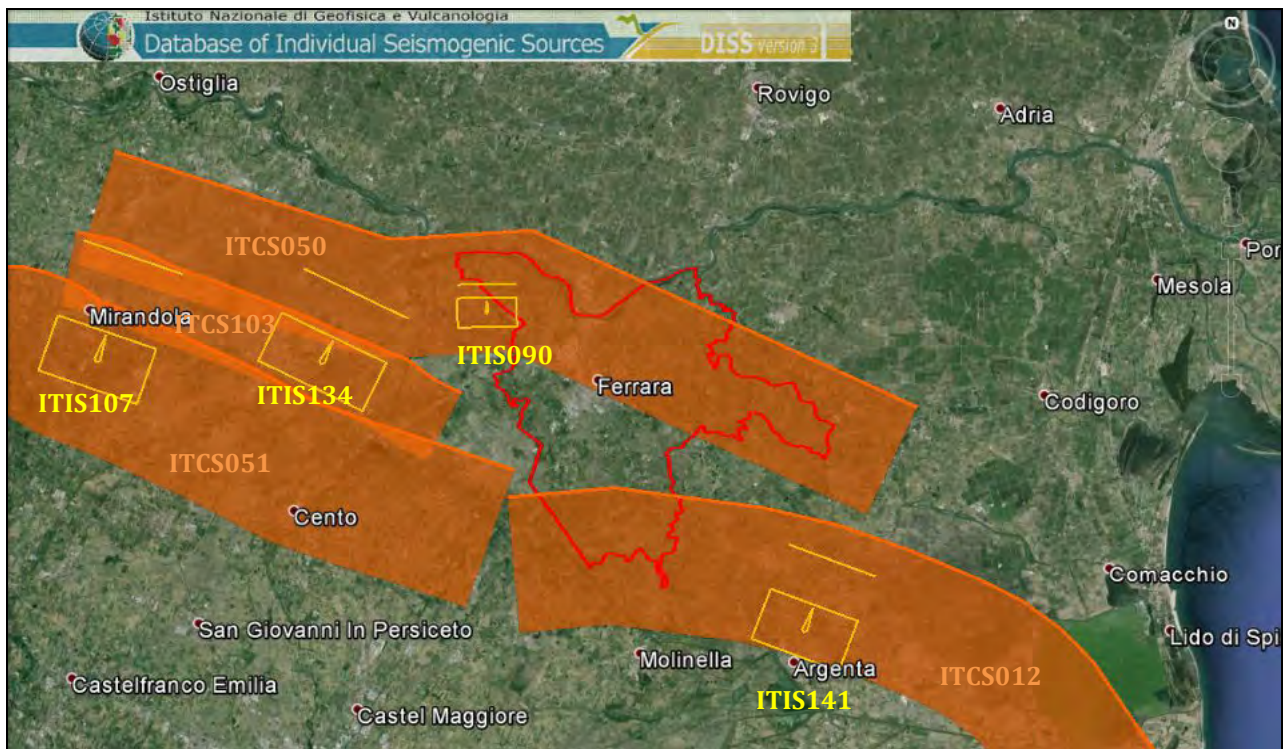 Istituto Nazionale di Geofisica e Vulcanologia
Database of Individual Seismogenic Sources
DISS version 3
N
Ostiglia
Rovigo
Adria
ITCS050
Por
Mesola
Mirandola
ITCS103
ITIS090
ITIS107
ITIS134
Ferrara
Codigoro
ITCS051
Cento
Comacchio
San Giovanni In Persiceto
Lido di Spi
Molinella
Argenta
ITCS012
Castelfranco Emilia
ITIS141
Castel Maggiore